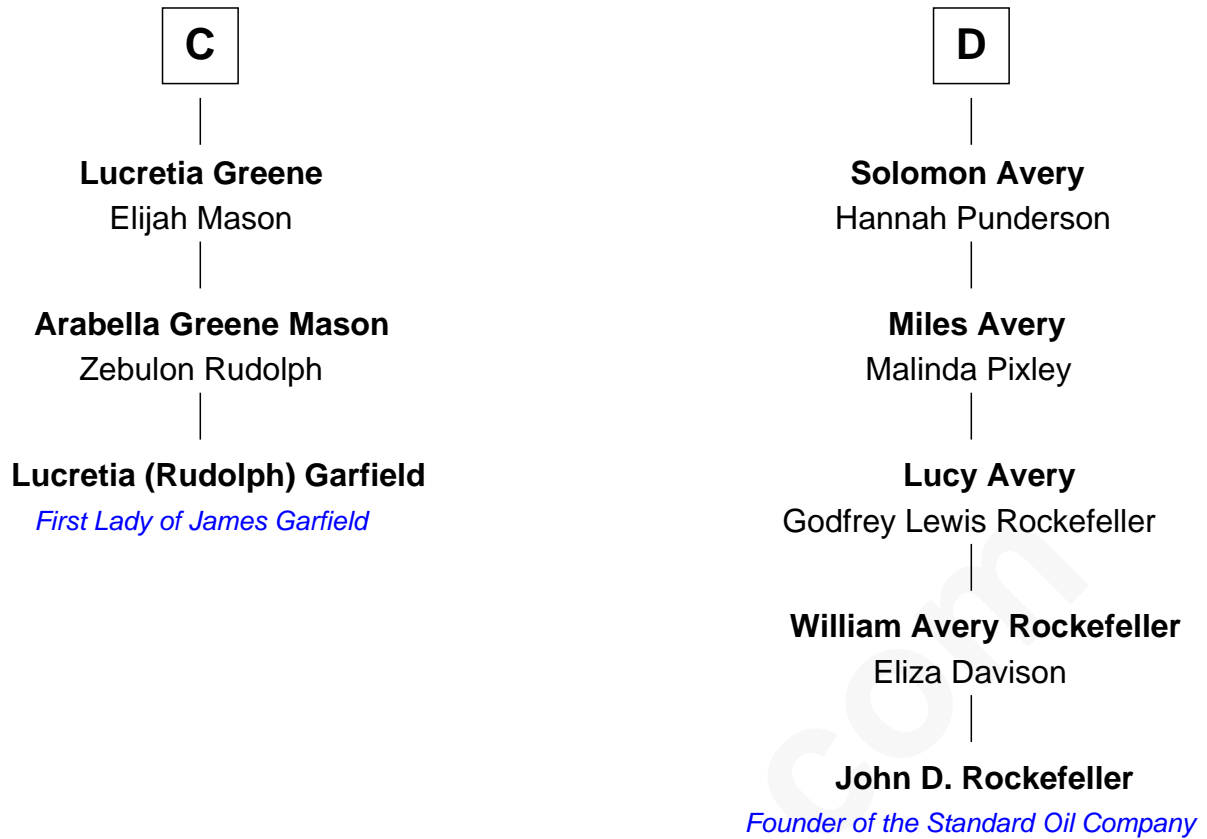 C
Lucretia Greene
Elijah Mason
Arabella Greene Mason
Zebulon Rudolph
Lucretia (Rudolph) Garfield
First Lady of James Garfield
D
Solomon Avery
Hannah Punderson
Miles Avery
Malinda Pixley
Lucy Avery
Godfrey Lewis Rockefeller
William Avery Rockefeller
Eliza Davison
John D. Rockefeller
Founder of the Standard Oil Company
com